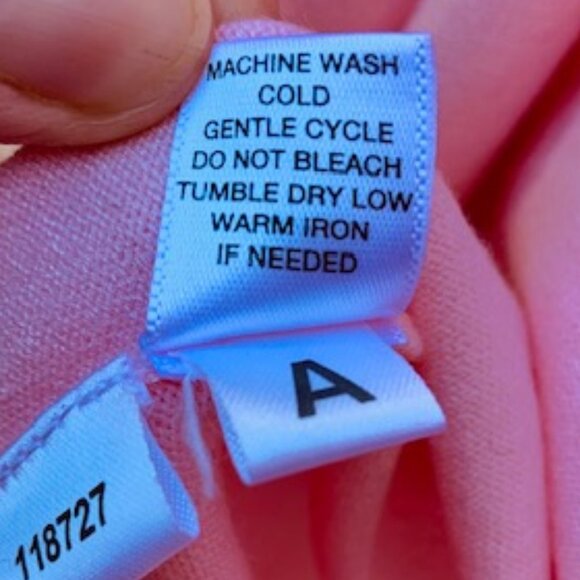 MACHINE WASH
COLD
GENTLE CYCLE
DO NOT BLEACH
TUMBLE DRY LOW
WARM IRON
IF NEEDED
A
118727